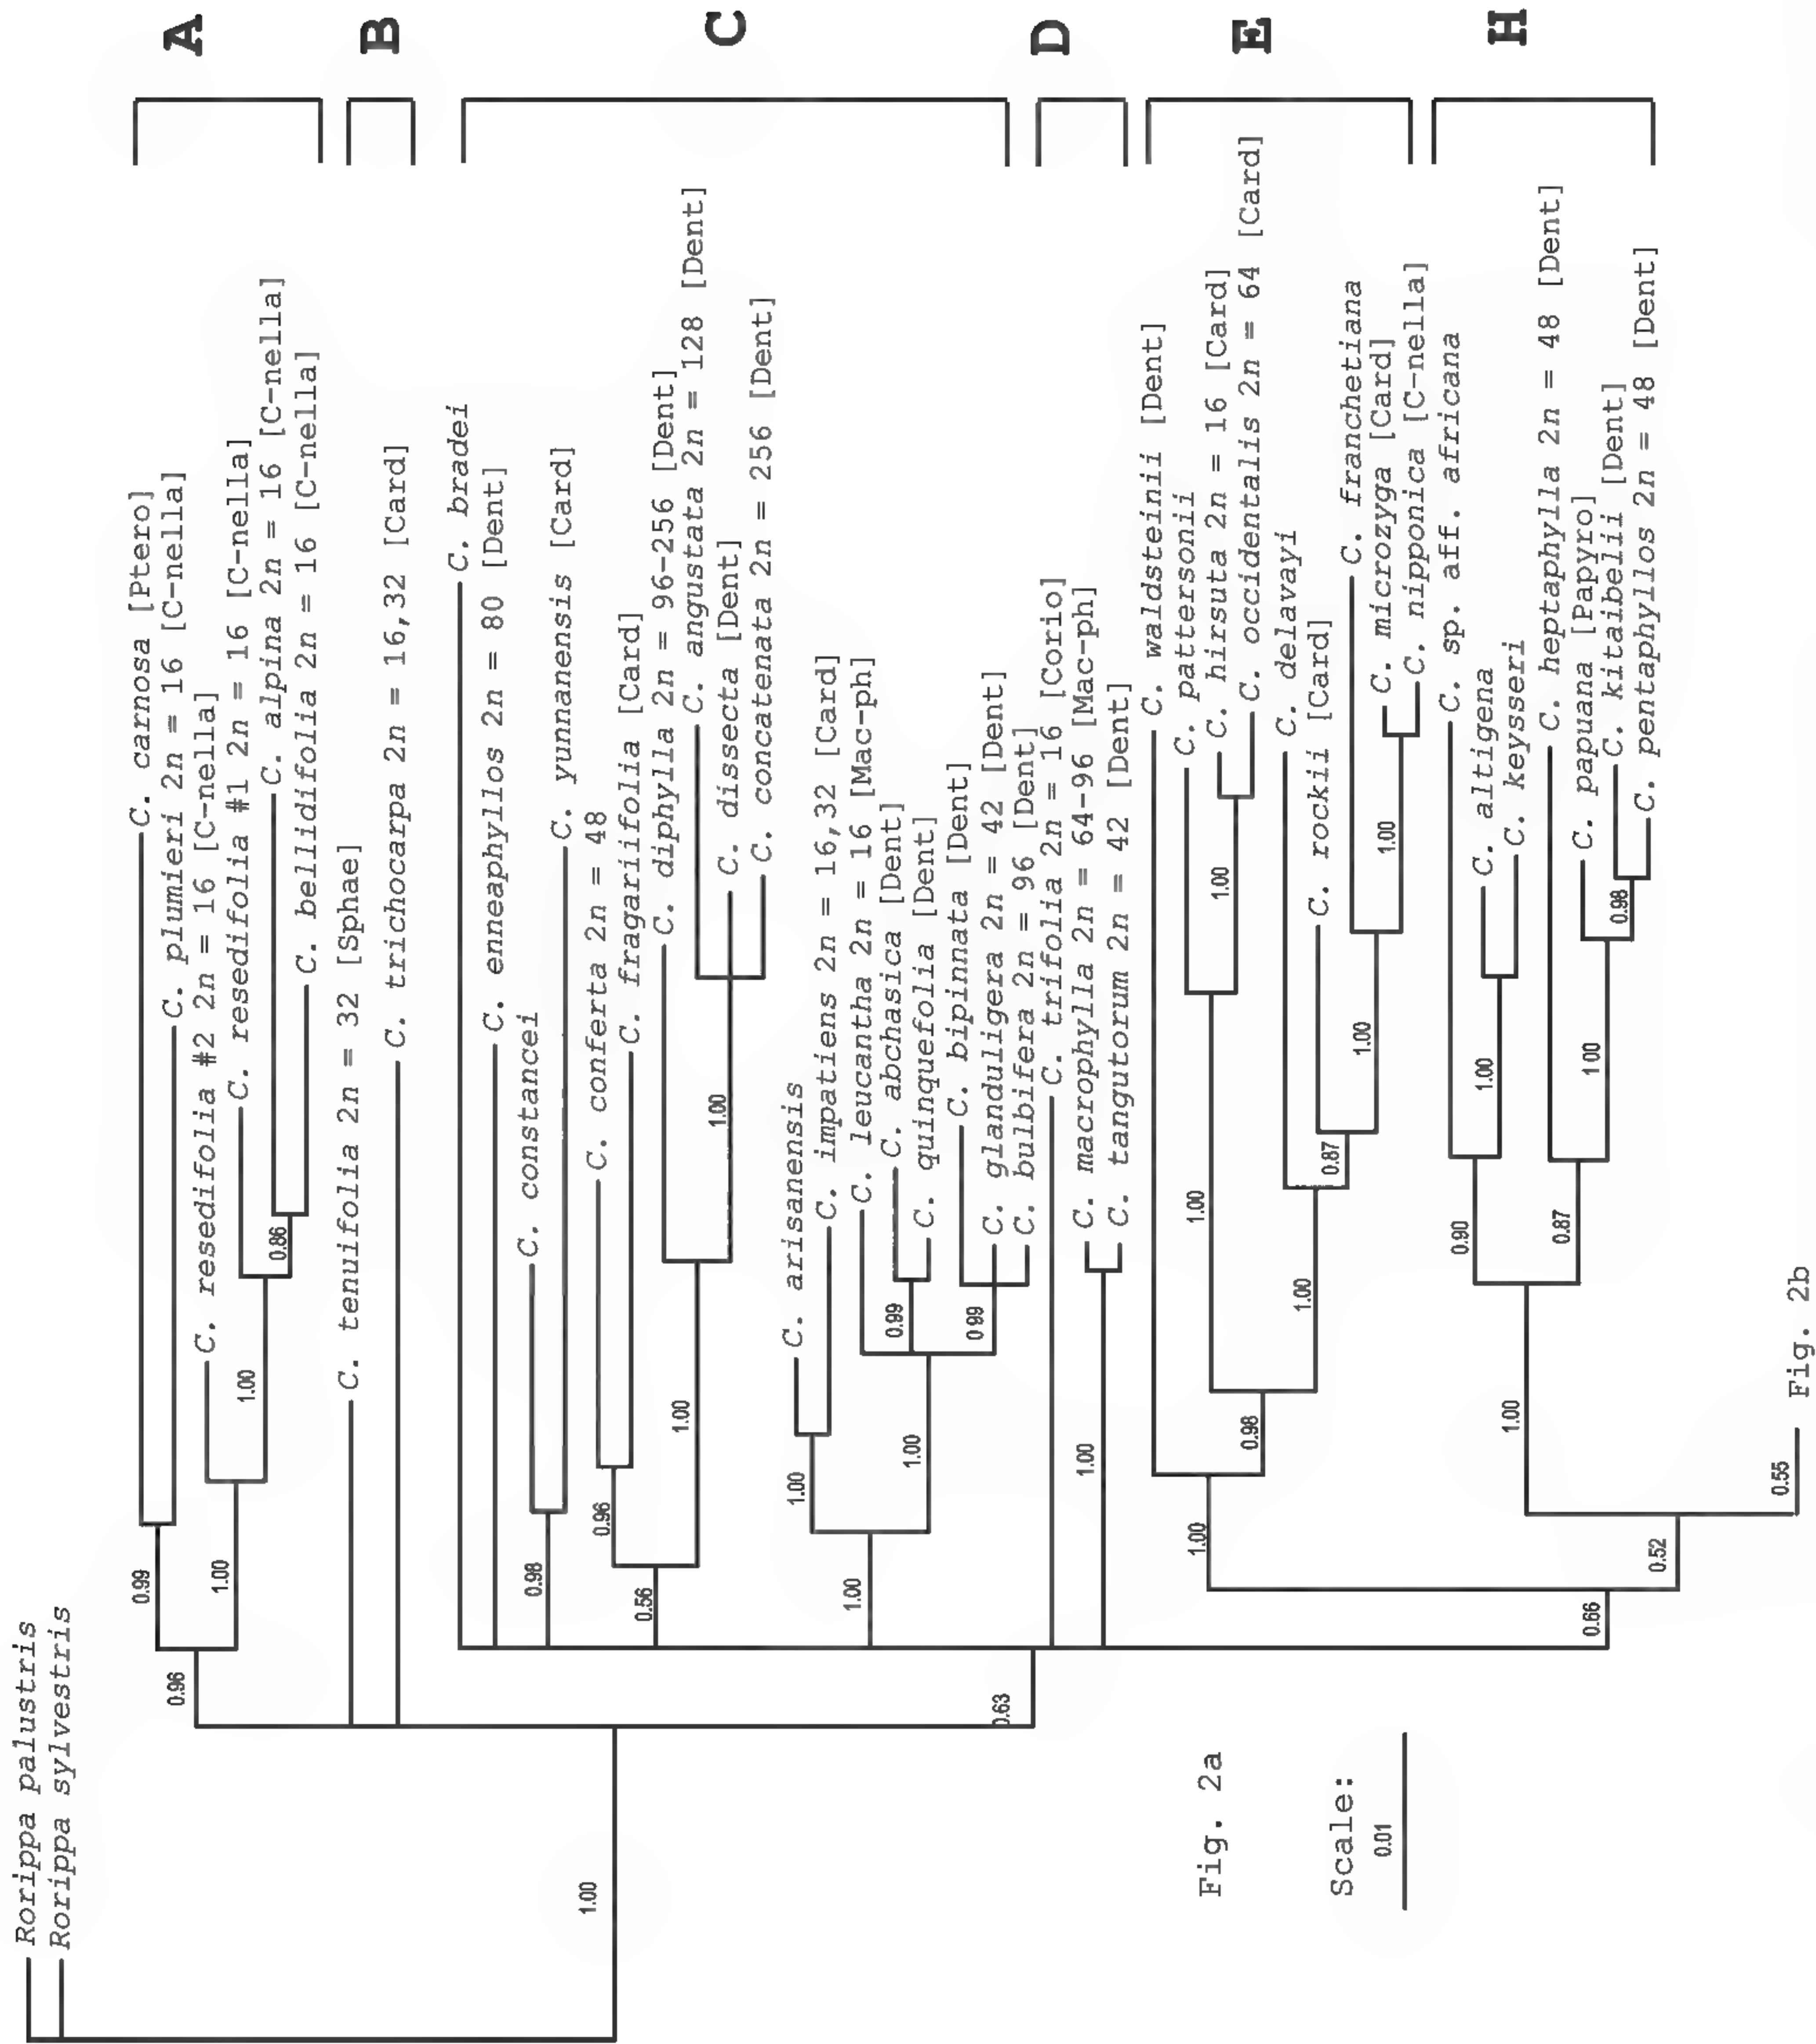 Rorippa palustris
Rorippa sylvestris
C. carnosa [Ptero]
C. plumieri 2n = 16 [C-nella]
C. resedifolia #2 2n = 16 [C-nella]
C. resedifolia #1 2n = 16 [C-nella]
C. alpina 2n = 16 [C-nella]
C. bellidifolia 2n = 16 [C-nella]
0.99
1.00
1.00
0.86
0.96
A
C. tenuifolia 2n = 32 [Sphae]
C. trichocarpa 2n = 16,32 [Card]
B
C. bradei
C. enneaphyllos 2n = 80 [Dent]
C. constancei
C. yunnanensis [Card]
C. conferta 2n = 48
C. fragariifolia [Card]
C. diphylla 2n = 96-256 [Dent]
C. angustata 2n = 128 [Dent]
C. dissecta [Dent]
C. concatenata 2n = 256 [Dent]
C. arisanensis
C. impatiens 2n = 16,32 [Card]
C. leucantha 2n = 16 [Mac-ph]
C. abchasica [Dent]
C. quinquefolia [Dent]
C. bipinnata [Dent]
C. glanduligera 2n = 42 [Dent]
C. bulbifera 2n = 96 [Dent]
0.98
0.96
0.56
1.00
1.00
1.00
1.00
1.00
0.99
0 99
C
C. trifolia 2n = 16 [Corio]
C. macrophylla 2n = 64-96 [Mac-ph]
C. tangutorum 2n = 42 [Dent]
1.00
0.63
1.00
D
C. waldsteinii [Dent]
C. pattersonii
C. hirsuta 2n = 16 [Card]
C. occidentalis 2n = 64 [Card]
C. delavayi
C. rockii [Card]
C. franchetiana
C. microzyga [Card]
C. nipponica [C-nella]
1.00
0.98
1.00
1.00
1.00
0.87
1.00
1.00
E
C. sp. aff. africana
C. altigena
C. keysseri
C. heptaphylla 2n = 48 [Dent]
C. papuana [Papyro]
C. kitaibelii [Dent]
C. pentaphyllos 2n = 48 [Dent]
0.66
0.52
1.00
0.90
1.00
0.87
1 00
0.98
0.55
H
Fig. 2b
Fig. 2a
Scale:
0.01